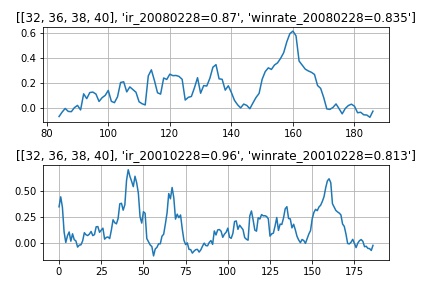 [[32, 36, 38, 40], 'ir_20080228=0.87', 'winrate_20080228=0.835']
0.6
0.4
0.2
0.0
80 100 120 140 160 180
[[32, 36, 38, 40], 'ir_20010228=0.96', 'winrate_20010228=0.813']
0.50
0.25
0.00
0 25 50 75 100 125 150 175